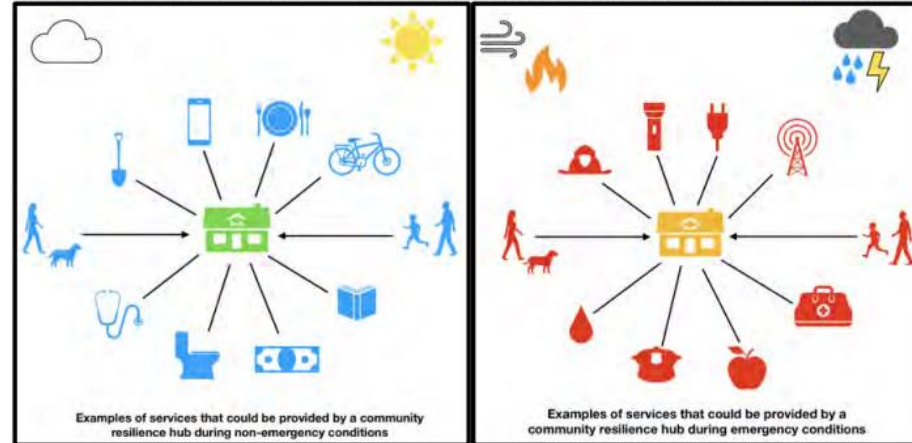 Examples of services that could be provided by a community
resilience hub during non-emergency conditions
Examples of services that could be provided by a
community resilience hub during emergency conditions